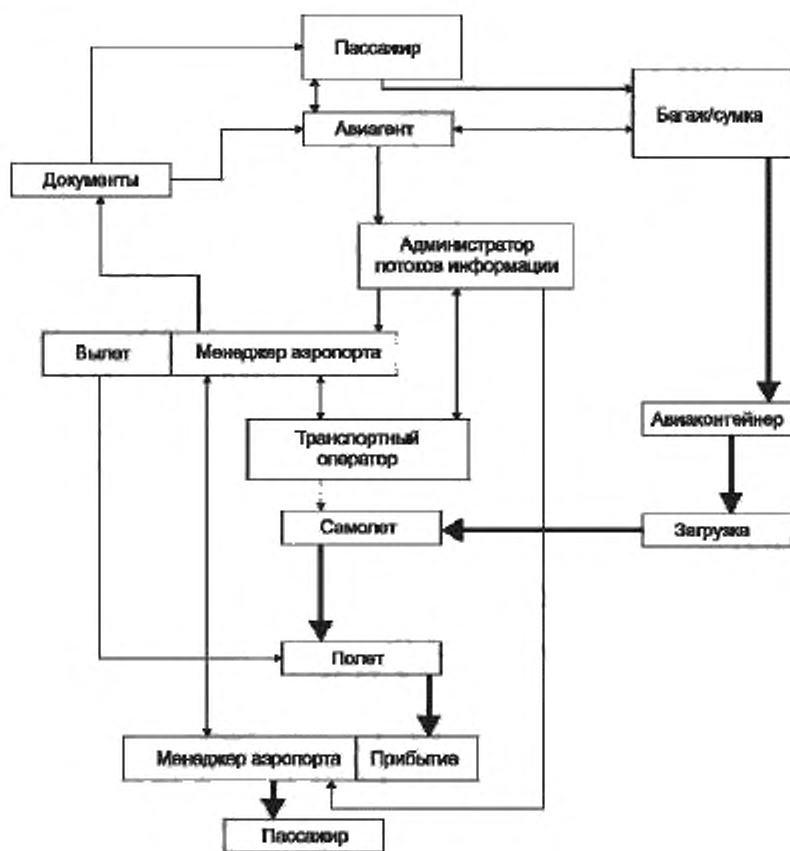 Пассажир
Багаж/сумка
Авиагент
Документы
Администратор
потоков информации
Вылет
Менеджер аэропорта
Авиаконтейнер
Транспортный
оператор
Самолет
Загрузка
Полет
Менеджер аэропорта
Прибытие
Пассажир